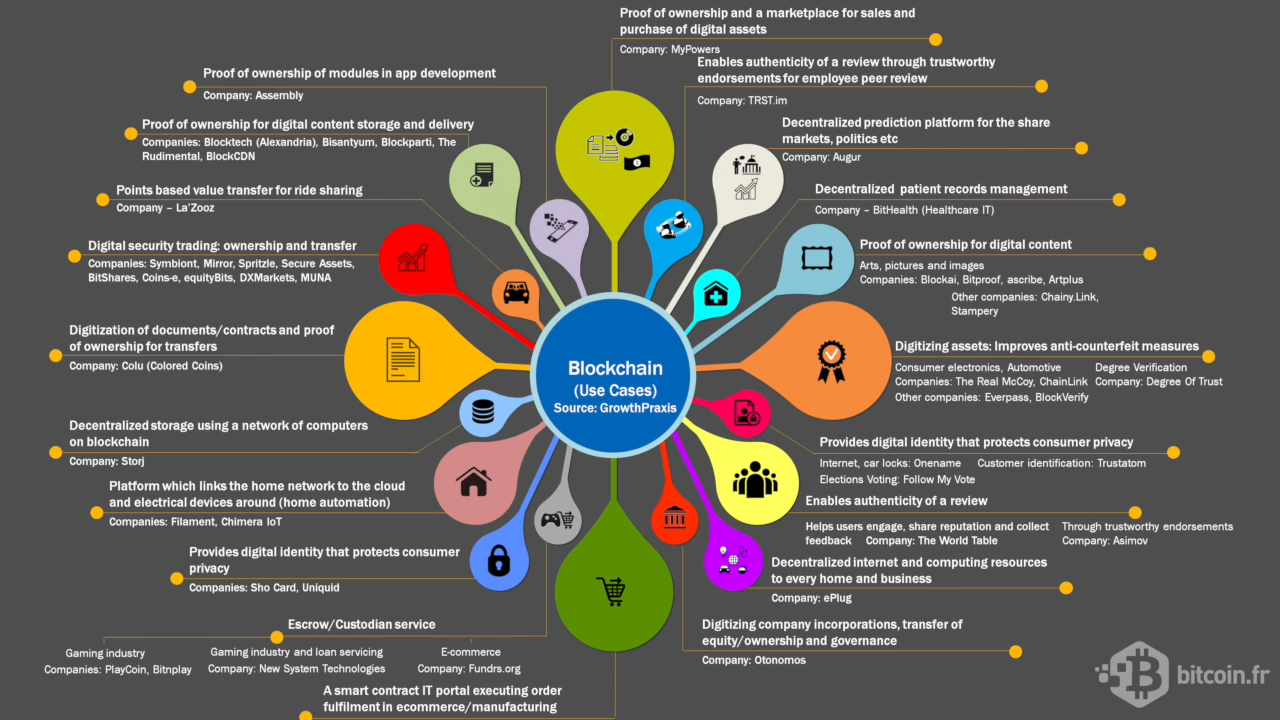 Proof of ownership and a marketplace for sales and
purchase of digital assets
Company: MyPowers
Enables authenticity of a review through trustworthy
endorsements for employee peer review
Company: TRST.im
Decentralized prediction platform for the share
markets, politics etc
Company: Augur
Decentralized patient records management
Company – BitHealth (Healthcare IT)
Proof of ownership for digital content
Arts, pictures and images
Companies: Blockai, Bitproof, ascribe, Artplus
Other companies: Chainy.Link,
Stampery
Digitizing assets: Improves anti-counterfeit measures
Consumer electronics, Automotive
Companies: The Real McCoy, ChainLink
Other companies: Everpass, BlockVerify
Degree Verification
Company: Degree Of Trust
Provides digital identity that protects consumer privacy
Internet, car locks: Onename Customer identification: Trustatom
Elections Voting: Follow My Vote
Enables authenticity of a review
Helps users engage, share reputation and collect
feedback Company: The World Table
Through trustworthy endorsements
Company: Asimov
Decentralized internet and computing resources
to every home and business
Company: ePlug
Digitizing company incorporations, transfer of
equity/ownership and governance
Company: Otonomos
Proof of ownership of modules in app development
Company: Assembly
Proof of ownership for digital content storage and delivery
Companies: Blocktech (Alexandria), Bisantyum, Blockparti, The
Rudimental, BlockCDN
Points based value transfer for ride sharing
Company – La'Zooz
Digital security trading: ownership and transfer
Companies: Symbiont, Mirror, Spritzle, Secure Assets,
BitShares, Coins-e, equityBits, DXMarkets, MUNA
Digitization of documents/contracts and proof
of ownership for transfers
Company: Colu (Colored Coins)
Decentralized storage using a network of computers
on blockchain
Company: Storj
Platform which links the home network to the cloud
and electrical devices around (home automation)
Companies: Filament, Chimera IoT
Provides digital identity that protects consumer
privacy
Companies: Sho Card, Uniquid
Escrow/Custodian service
Gaming industry
Companies: PlayCoin, Bitnplay
Gaming industry and loan servicing
Company: New System Technologies
E-commerce
Company: Fundrs.org
A smart contract IT portal executing order
fulfilment in ecommerce/manufacturing
Blockchain
(Use Cases)
Source: GrowthPraxis
bitcoin.fr